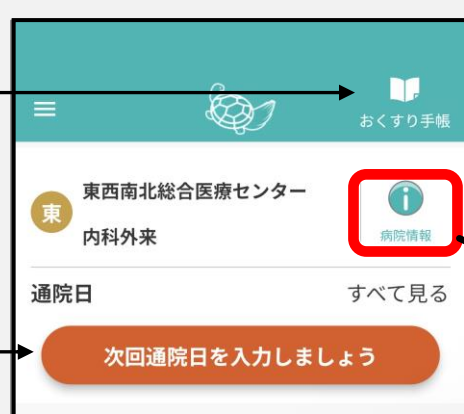 おくすり手帳
東
東西南北総合医療センター
内科外来
病院情報
通院日
すべて見る
次回通院日を入力しましょう